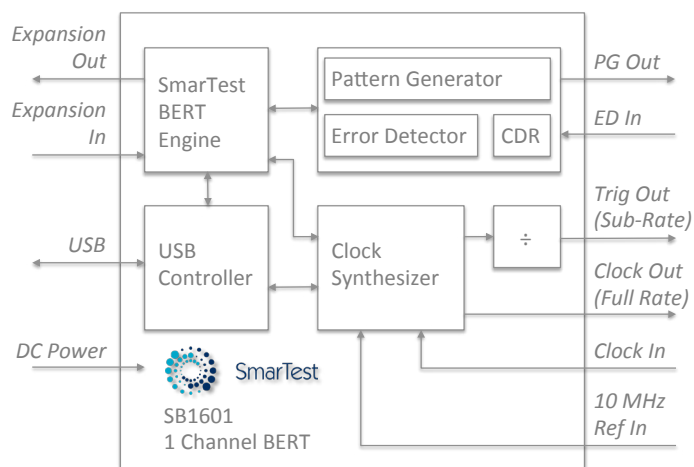 Expansion
Out
Expansion
In
USB
DC Power
SmarTest
BERT
Engine
Pattern Generator
Error Detector
CDR
USB
Controller
Clock
Synthesizer
÷
SmarTest
SB1601
1 Channel BERT
PG Out
ED In
Trig Out
(Sub-Rate)
Clock Out
(Full Rate)
Clock In
10 MHz
Ref In